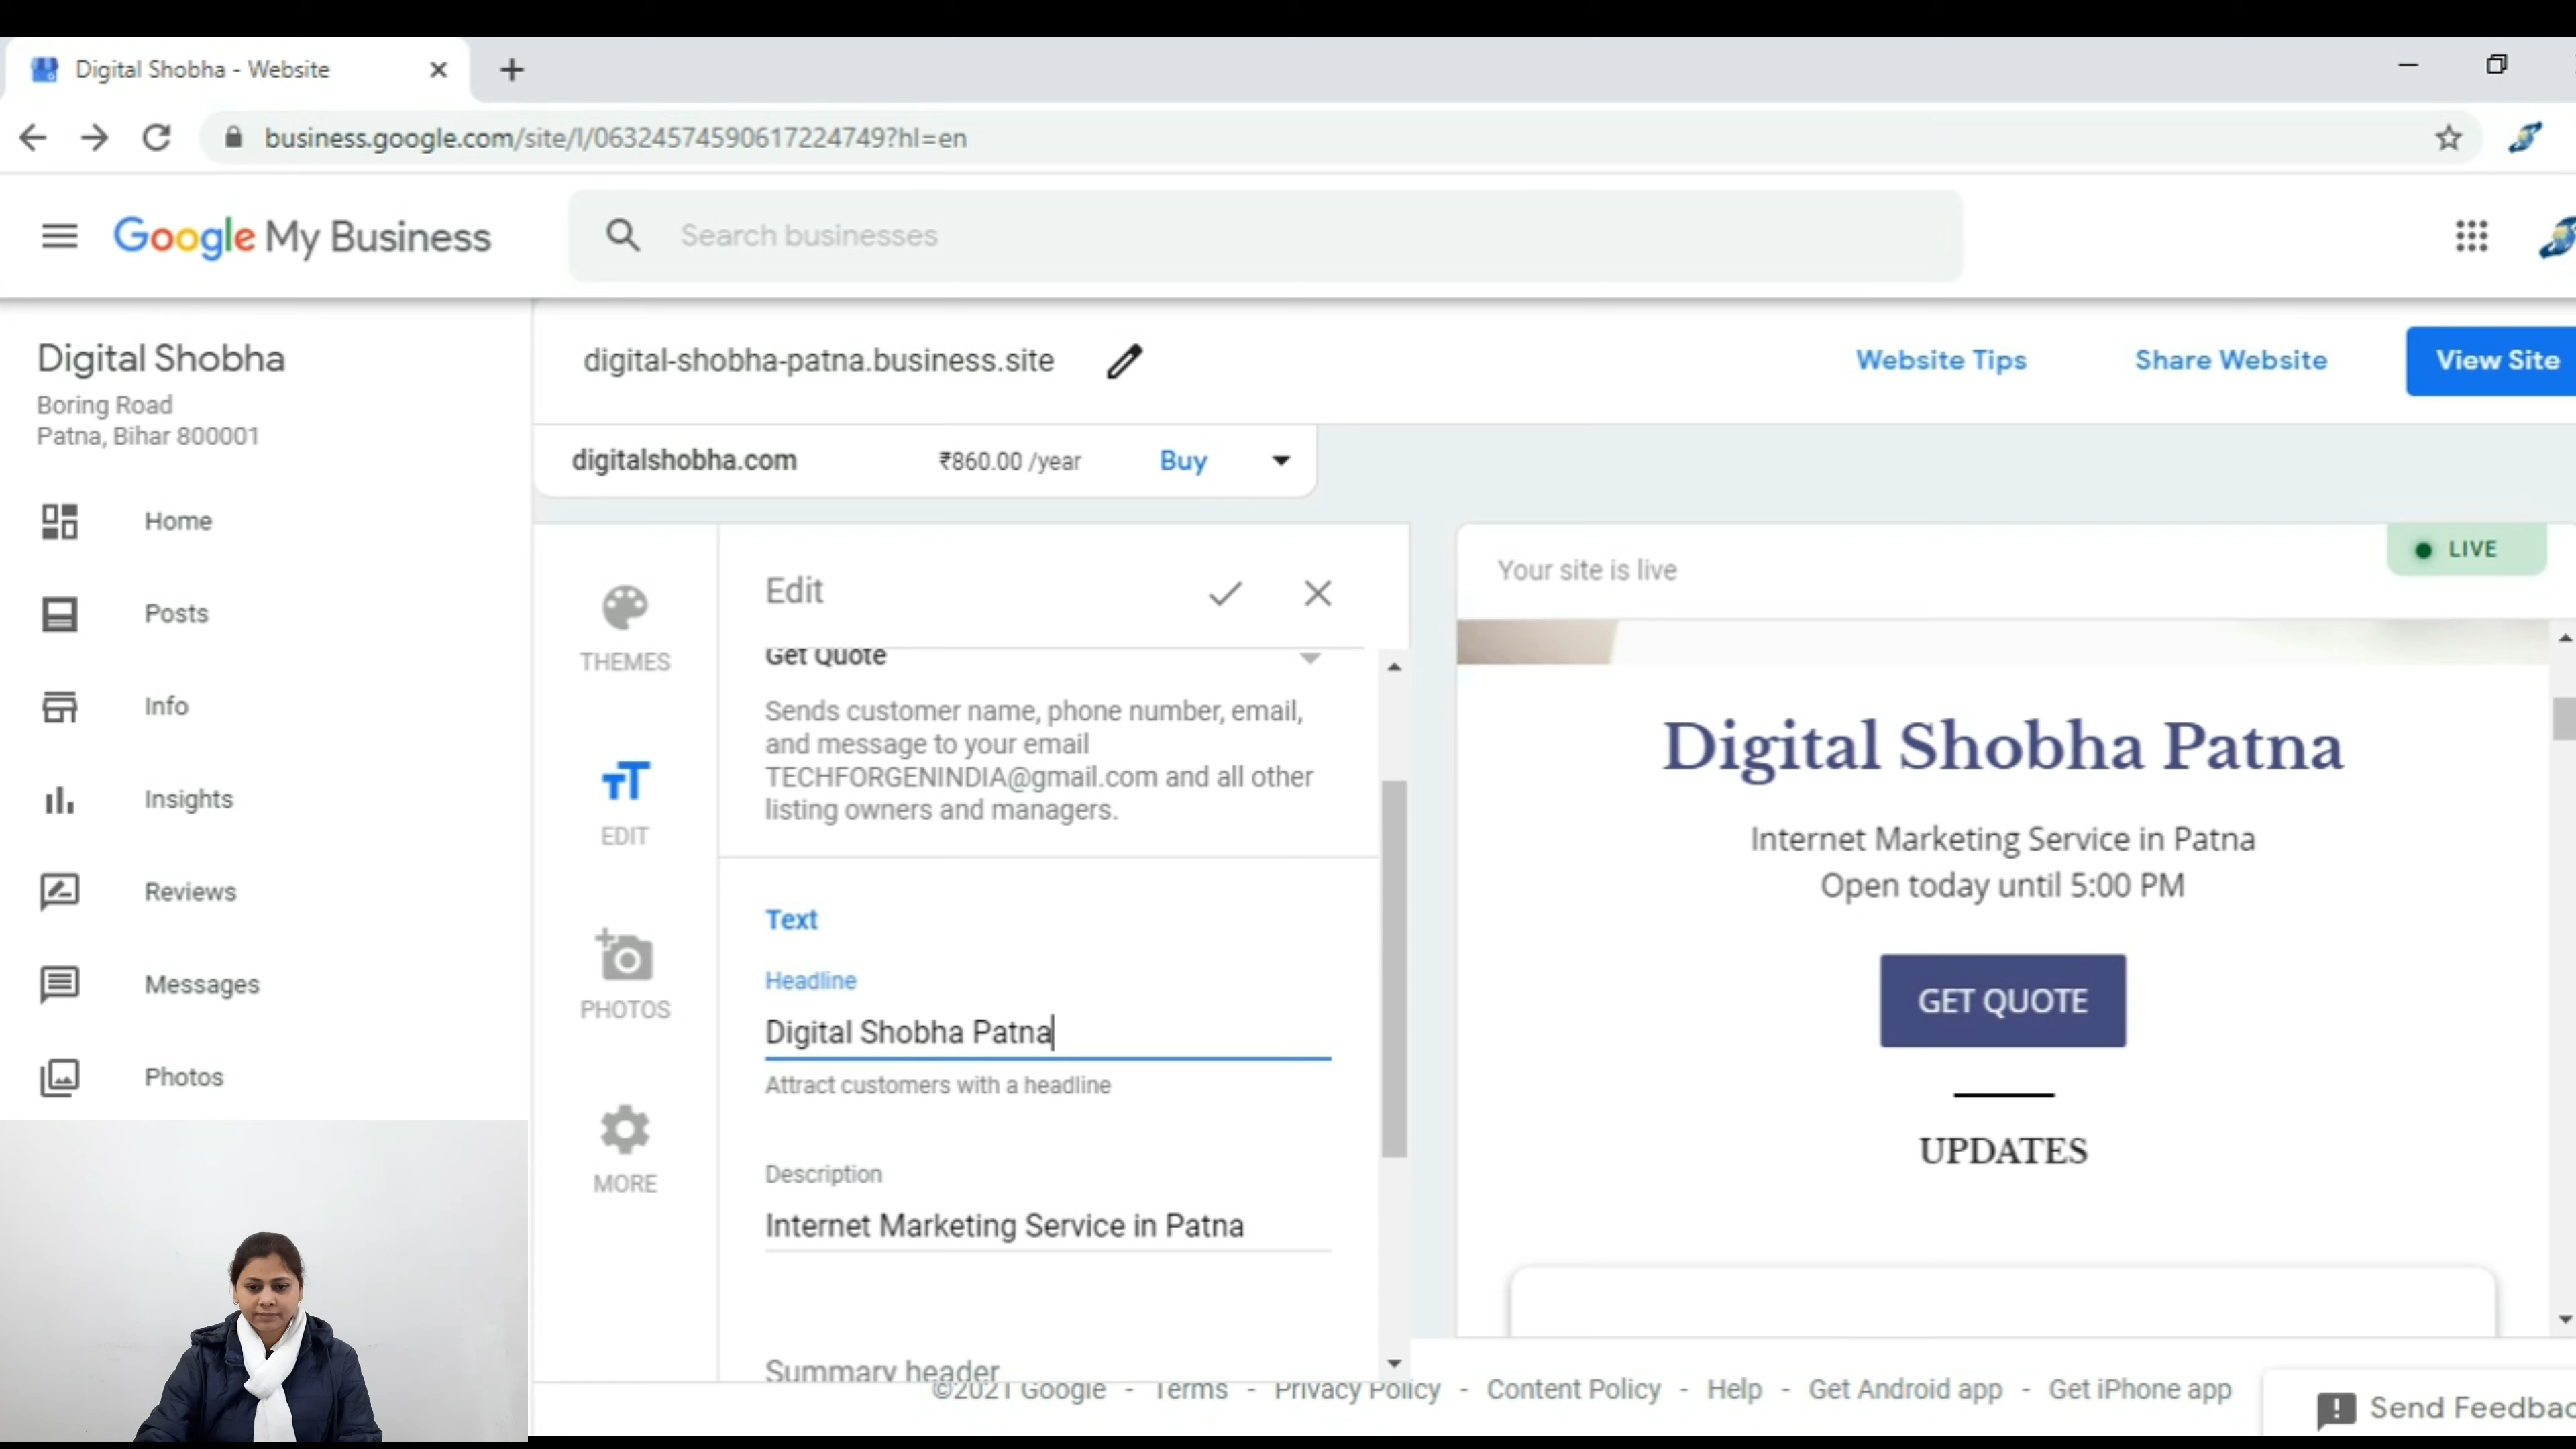 Digital Shobha - Website
business.google.com/site/l/06324574590617224749?hl=en
Google My Business
Search businesses
Digital Shobha
Boring Road
Patna, Bihar 800001
Home
Posts
Info
Insights
Reviews
Messages
Photos
digital-shobha-patna.business.site
Website Tips
Share Website
View Site
digitalshobha.com ₹860.00 /year Buy
THEMES
EDIT
PHOTOS
MORE
Edit
Get Quote
Sends customer name, phone number, email,
and message to your email
TECHFORGENINDIA@gmail.com and all other
listing owners and managers.
Text
Headline
Digital Shobha Patna
Attract customers with a headline
Description
Internet Marketing Service in Patna
Summary header
Your site is live
LIVE
Digital Shobha Patna
Internet Marketing Service in Patna
Open today until 5:00 PM
GET QUOTE
UPDATES
©2021 Google - Terms - Privacy Policy - Content Policy - Help - Get Android app - Get iPhone app
Send Feedbac